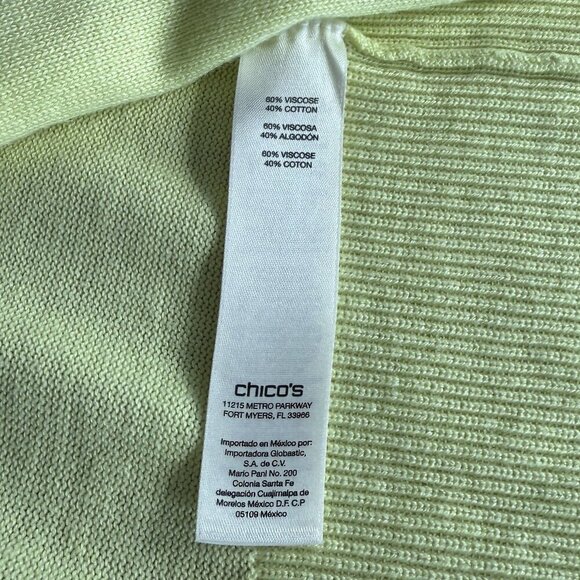 60% VISCOSE
40% COTTON
60% VISCOSA
40% ALGODÓN
60% VISCOSE
40% COTON
chico's
11215 METRO PARKWAY
FORT MYERS, FL 33966
Importado en México por:
Importadora Globastic,
S.A. de C.V.
Mario Pani No. 200
Colonia Santa Fe
delegación Cuajimalpa de
Morelos México D.F. C.P
05109 México